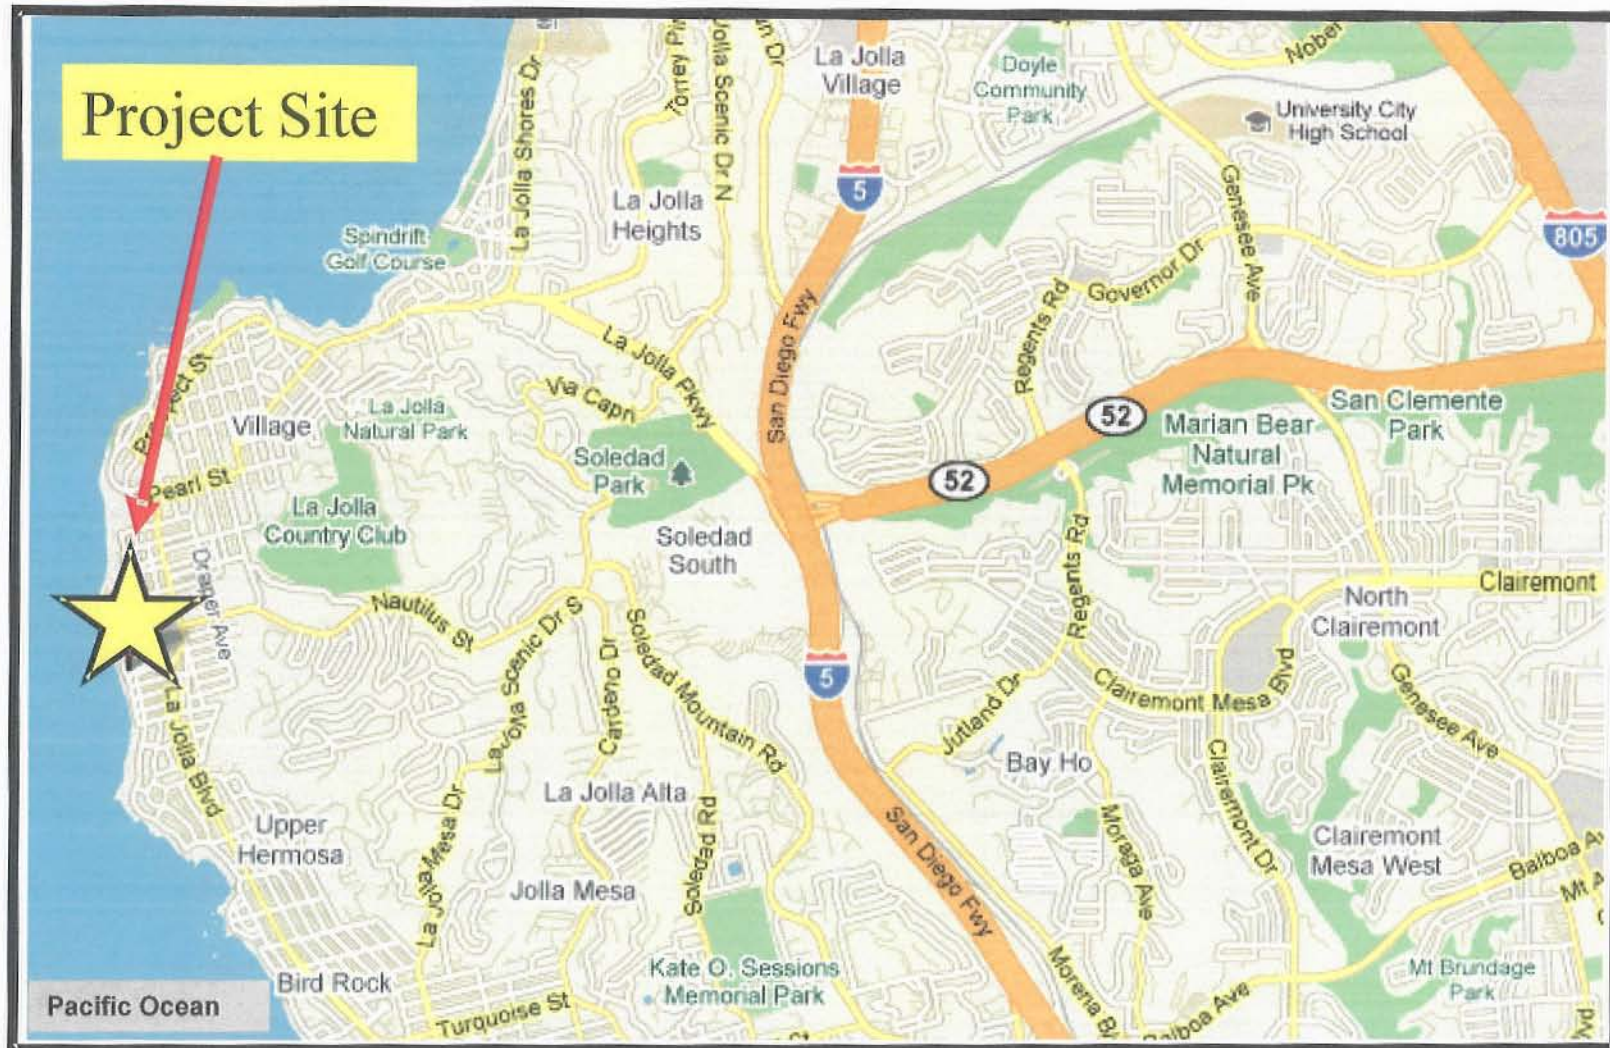 Project Site
La Jolla Shores Dr
Torrey Pi
Jolla Scenic Dr N
an Dr
La Jolla
Village
5
Doyle
Community
Park
Nobel
University City
High School
805
Genesee Ave
Governor Dr
Regents Rd
La Jolla
Heights
Spindrift
Golf Course
San Diego Fwy
La Jolla Pkwy
Via Capri
Prospect St
Village
La Jolla
Natural Park
Pearl St
La Jolla
Country Club
Soledad
Park
Soledad
South
52
52
Marian Bear
Natural
Memorial Pk
San Clemente
Park
Draper Ave
Nautilus St
La Jolla Scenic Dr S
Cardeno Dr
Soledad Mountain Rd
5
Regents Rd
Clairemont
North
Clairemont
Clairemont Mesa Blvd
Genesee Ave
Jutland Dr
Bay Ho
La Jolla Blvd
Upper
Hermosa
La Jolla Mesa Dr
La Jolla Alta
Jolla Mesa
Soledad Rd
San Diego Fwy
Moraga Ave
Clairemont Dr
Clairemont
Mesa West
Balboa A
Mt A
Bird Rock
Kate O. Sessions
Memorial Park
Mt Brundage
Park
Pacific Ocean
Turquoise St
St
Morena B
Balboa Ave
Blvd